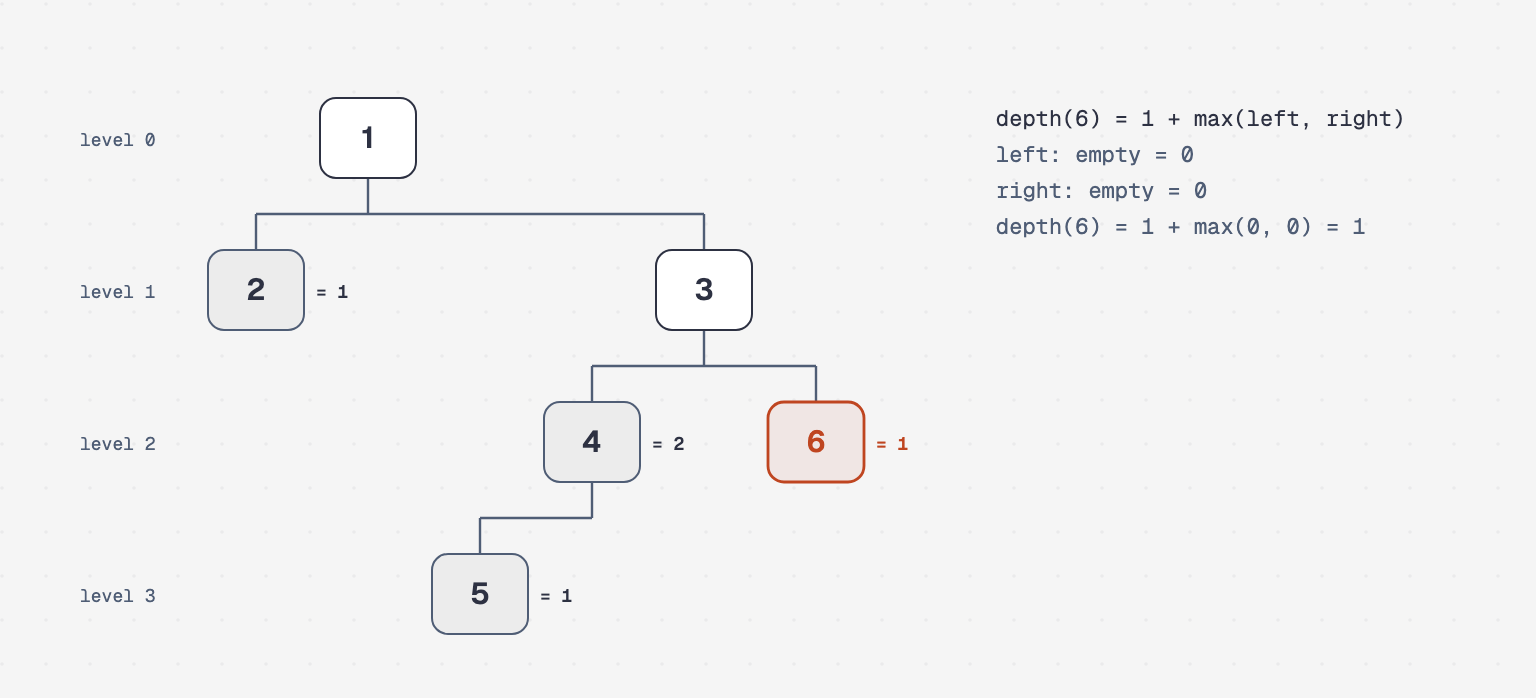 level 0
1
depth(6) = 1 + max(left, right)
left: empty = 0
right: empty = 0
depth(6) = 1 + max(0, 0) = 1
level 1
2 = 1
3
level 2
4 = 2
6 = 1
level 3
5 = 1